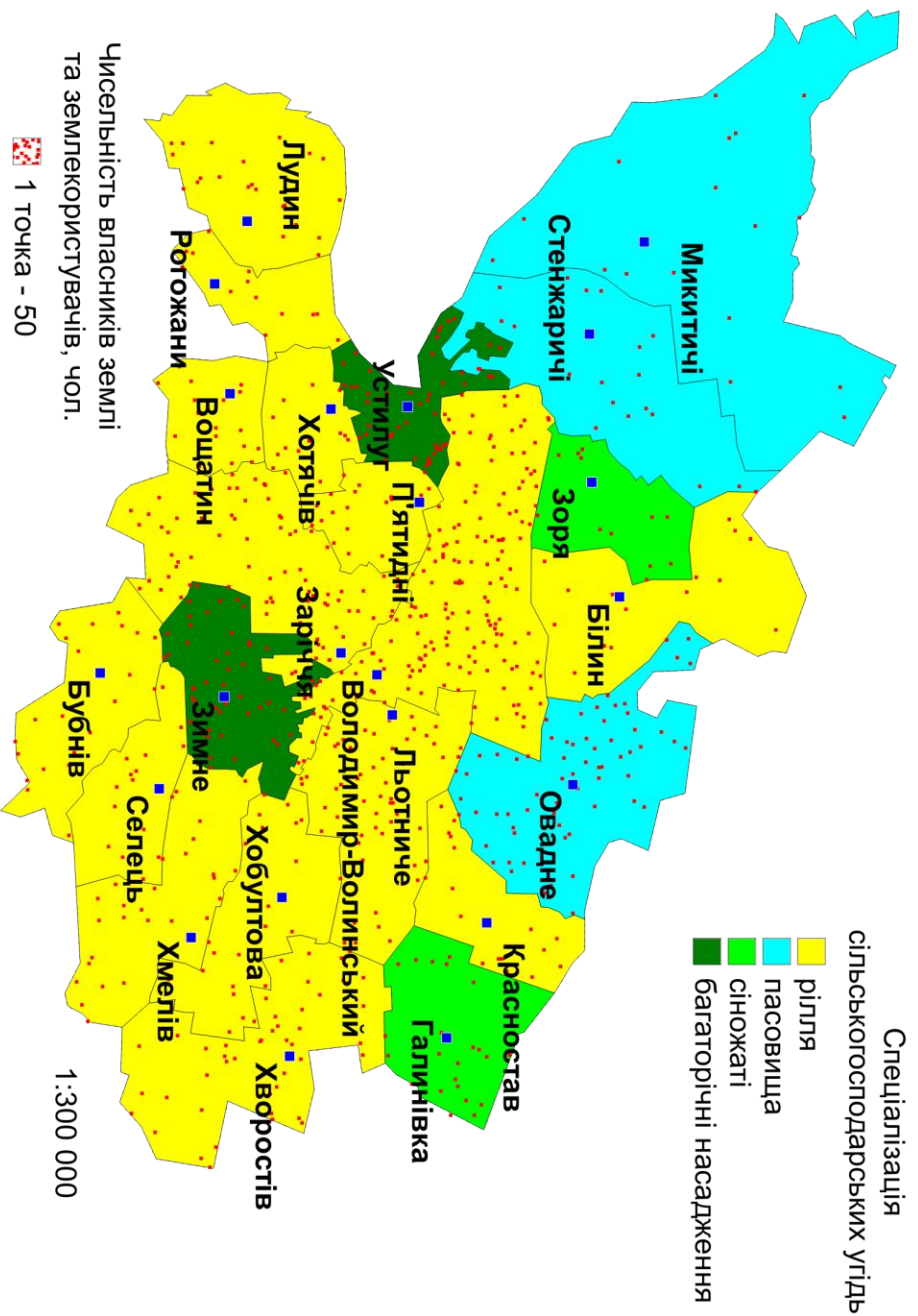 Спеціалізація
сільськогосподарських угідь
рілля
пасовища
сіножаті
багаторічні насадження
Микитичі
Стенжаричі
Зоря
Білин
Овадне
Красностав
Галинівка
Устилуг
П'ятидні
Льотниче
Володимир-Волинський
Лудин
Хотячів
Заріччя
Хобултова
Хворостів
Рогожани
Вощатин
Зимне
Хмелів
Селець
Бубнів
Чисельність власників землі
та землекористувачів, чол.
1 точка - 50
1:300 000